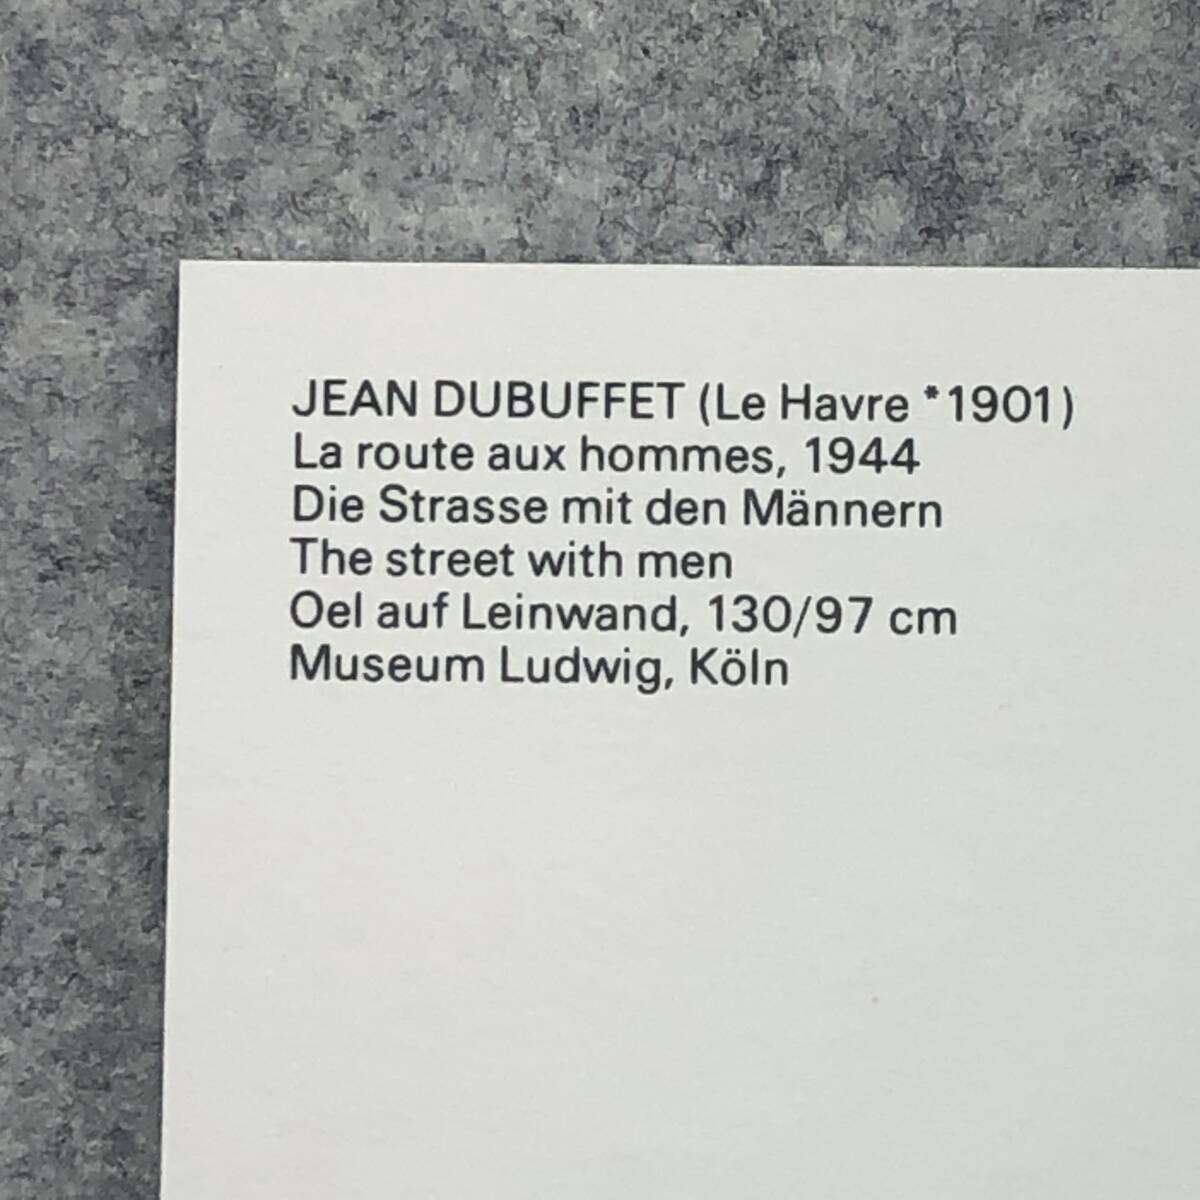 JEAN DUBUFFET (Le Havre *1901)
La route aux hommes, 1944
Die Strasse mit den Männern
The street with men
Oel auf Leinwand, 130/97 cm
Museum Ludwig, Köln